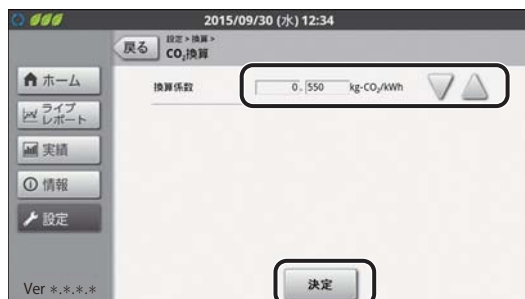 2015/09/30 (水) 12:34
戻る
設定 > 換算 >
CO₂換算
ホーム
ライブ
レポート
実績
情報
設定
換算係数 0. 550 kg-CO₂/kWh
決定
Ver *.*.*.*